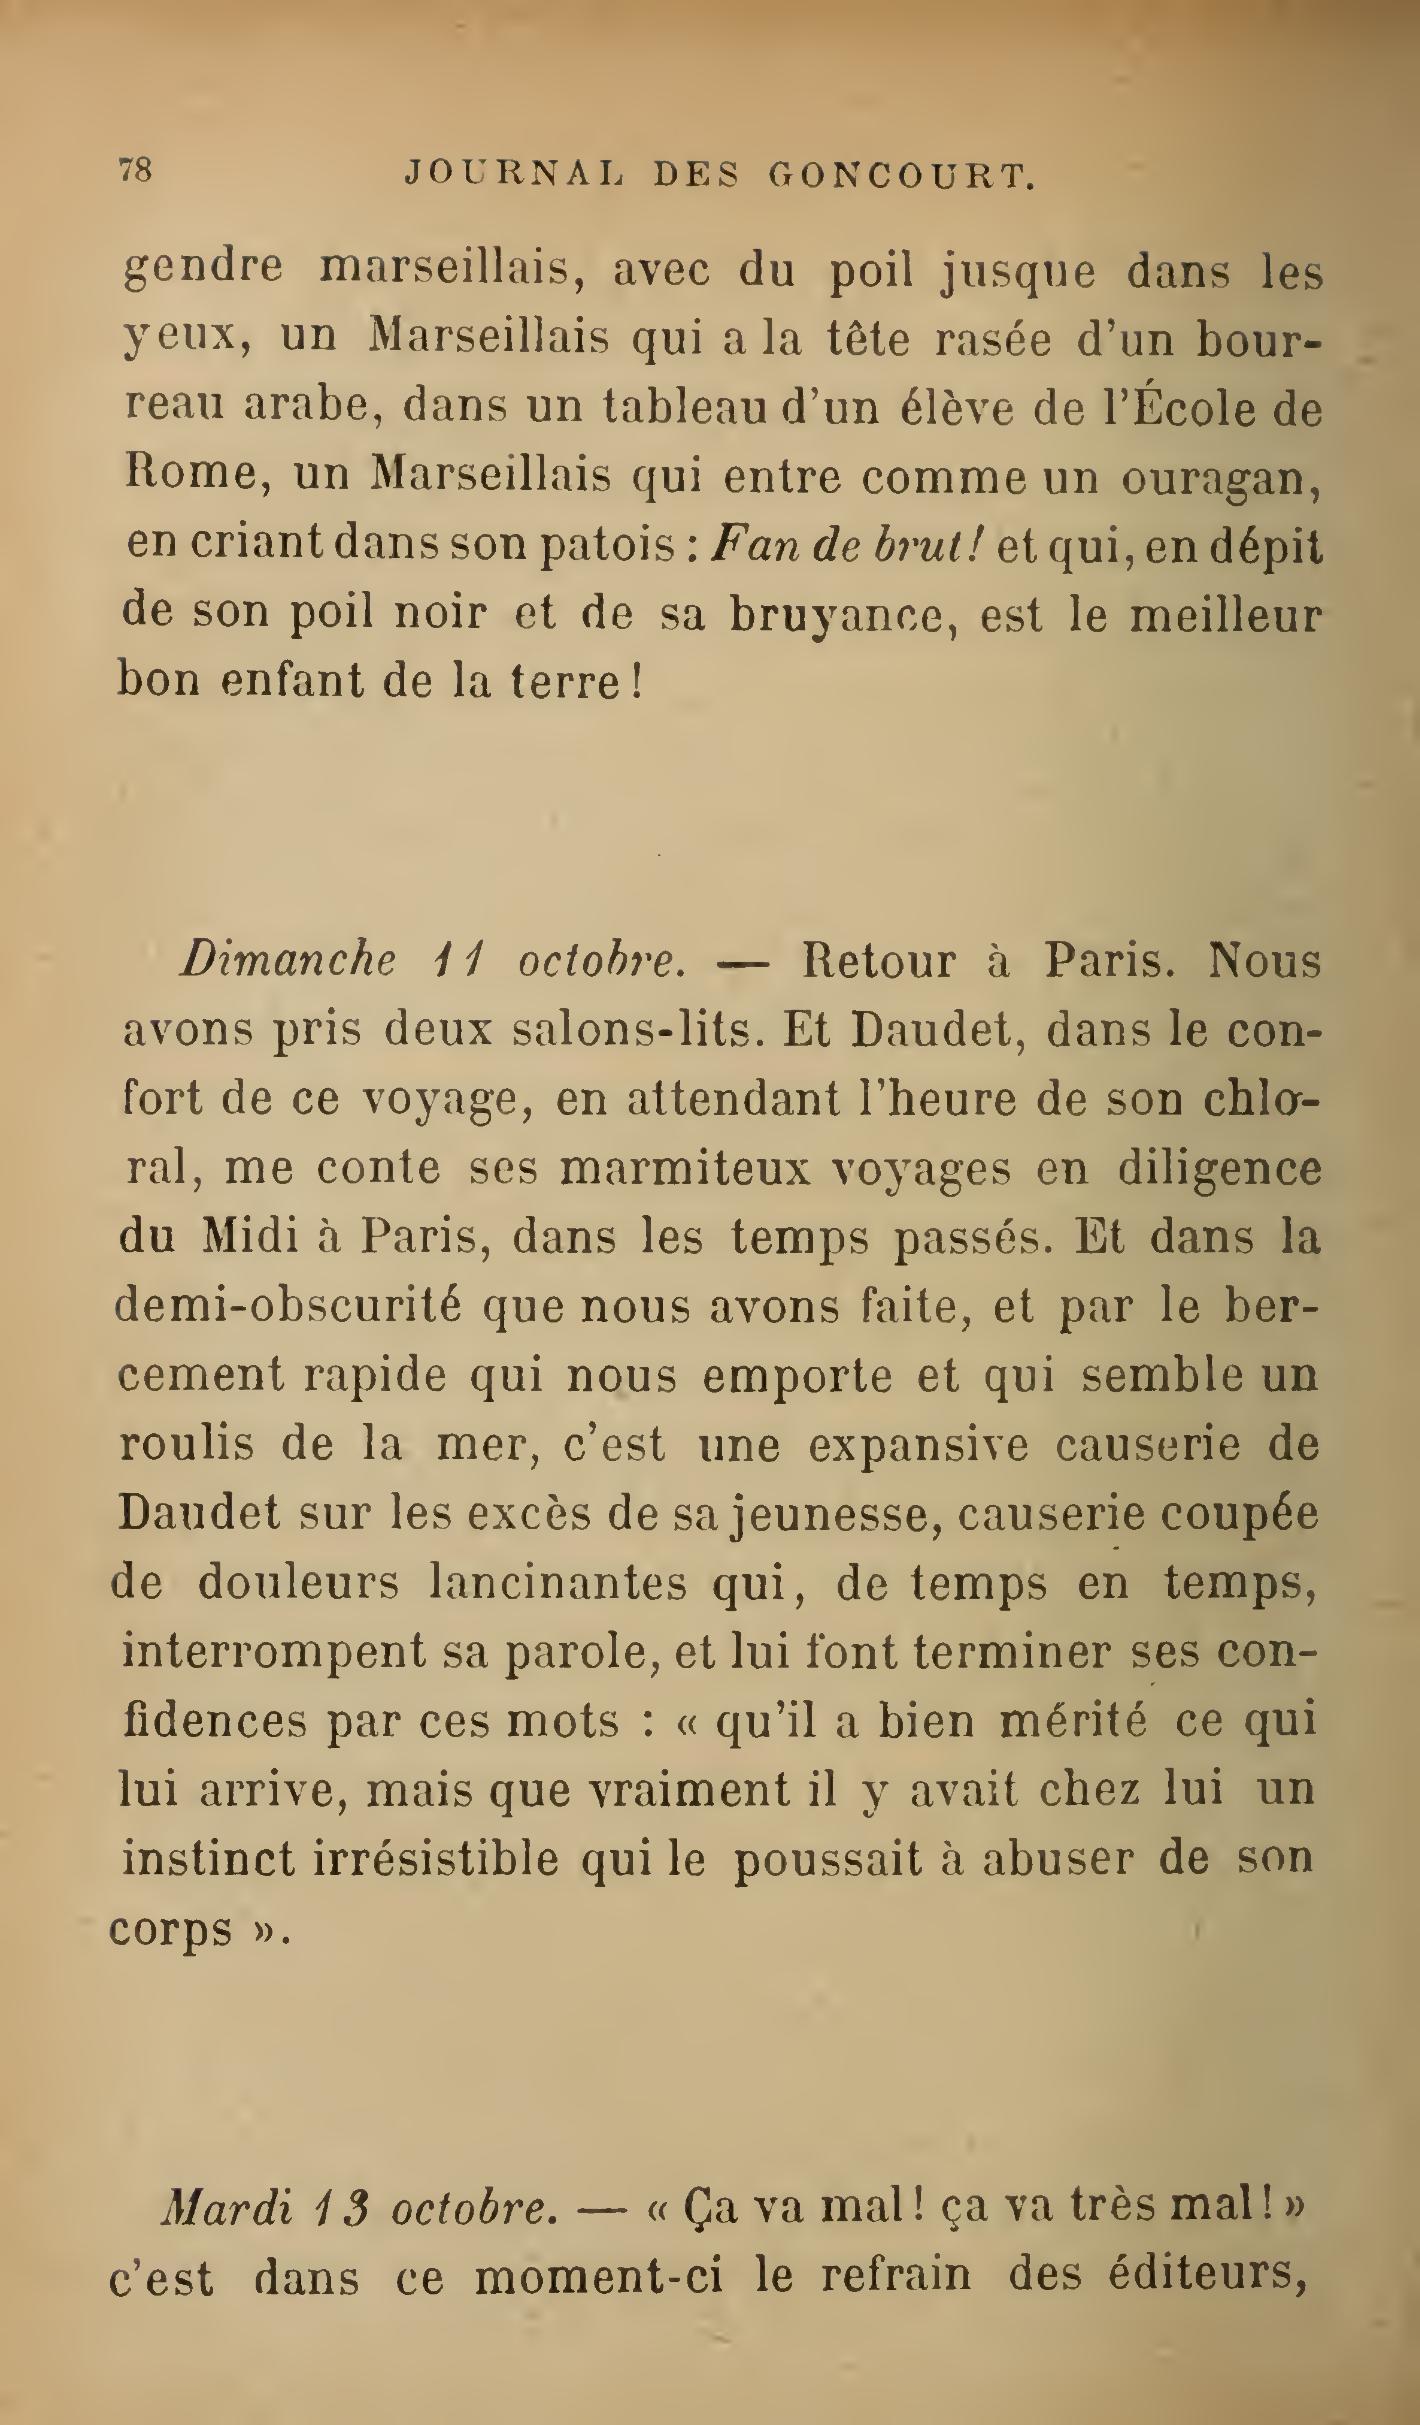 78 JOURNAL DES GONCOURT.
gendre marseillais, avec du poil jusque dans les
yeux, un Marseillais qui a la tête rasée d'un bour-
reau arabe, dans un tableau d'un élève de l'École de
Rome, un Marseillais qui entre comme un ouragan,
en criant dans son patois : Fan de brut! et qui, en dépit
de son poil noir et de sa bruyance, est le meilleur
bon enfant de la terre!
Dimanche 11 octobre. — Retour à Paris. Nous
avons pris deux salons-lits. Et Daudet, dans le con-
fort de ce voyage, en attendant l'heure de son chlo-
ral, me conte ses marmiteux voyages en diligence
du Midi à Paris, dans les temps passés. Et dans la
demi-obscurité que nous avons faite, et par le ber-
cement rapide qui nous emporte et qui semble un
roulis de la mer, c'est une expansive causerie de
Daudet sur les excès de sa jeunesse, causerie coupée
de douleurs lancinantes qui, de temps en temps,
interrompent sa parole, et lui font terminer ses con-
fidences par ces mots : « qu'il a bien mérité ce qui
lui arrive, mais que vraiment il y avait chez lui un
instinct irrésistible qui le poussait à abuser de son
corps ».
Mardi 13 octobre. — « Ça va mal! ça va très mal! »
c'est dans ce moment-ci le refrain des éditeurs,